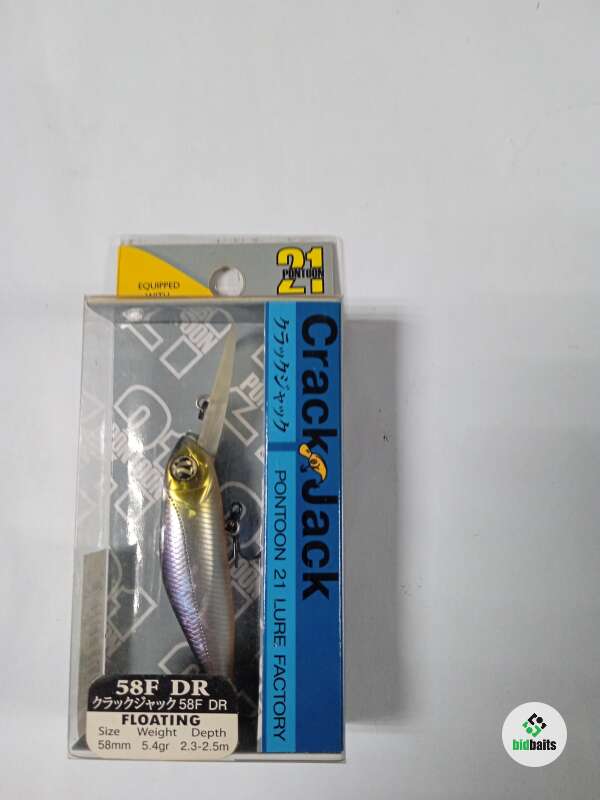 EQUIPPED
WITH
21
PONTOON
Crack Jack
クラックジャック
PONTOON 21 LURE FACTORY
58F DR
クラックジャック 58F DR
FLOATING
Size Weight Depth
58mm 5.4gr 2.3-2.5m
bidbaits